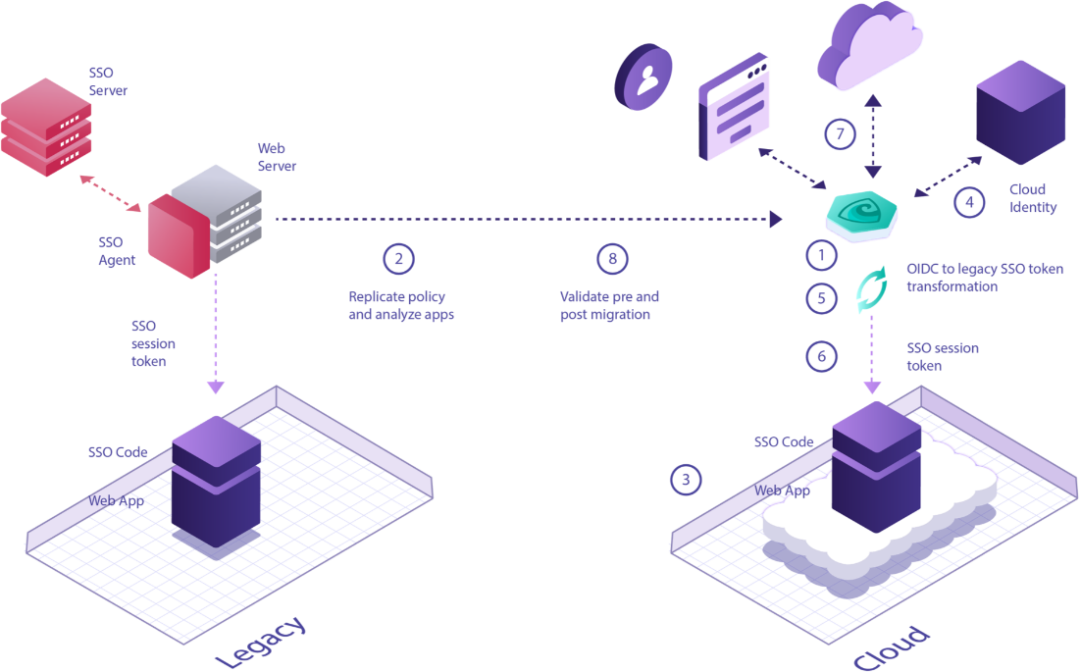 SSO
Server
Web
Server
SSO
Agent
2
8
Replicate policy
and analyze apps
Validate pre and
post migration
7
4
Cloud
Identity
1
5
OIDC to legacy SSO token
transformation
6
SSO session
token
SSO
session
token
SSO Code
Web App
Legacy
3
SSO Code
Web App
Cloud